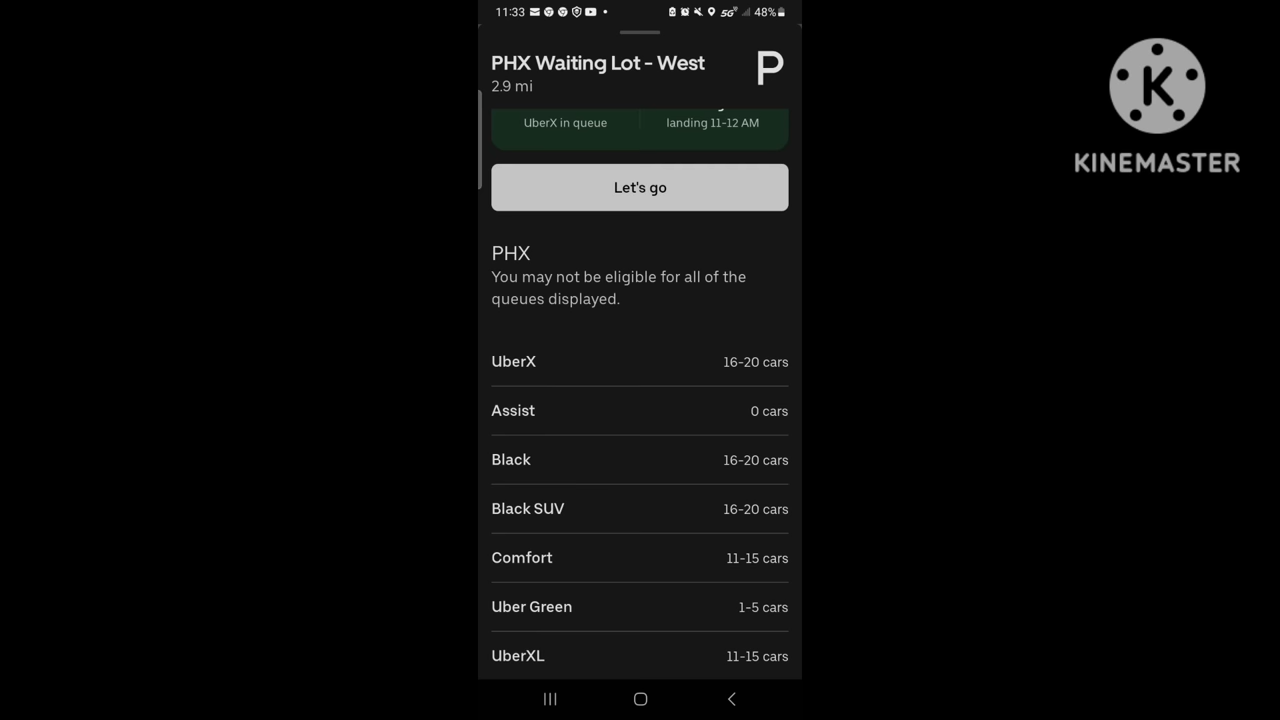 11:33
5G
48%
PHX Waiting Lot - West
P
2.9 mi
UberX in queue
landing 11-12 AM
Let's go
PHX
You may not be eligible for all of the
queues displayed.
UberX 16-20 cars
Assist 0 cars
Black 16-20 cars
Black SUV 16-20 cars
Comfort 11-15 cars
Uber Green 1-5 cars
UberXL 11-15 cars
K
KINEMASTER